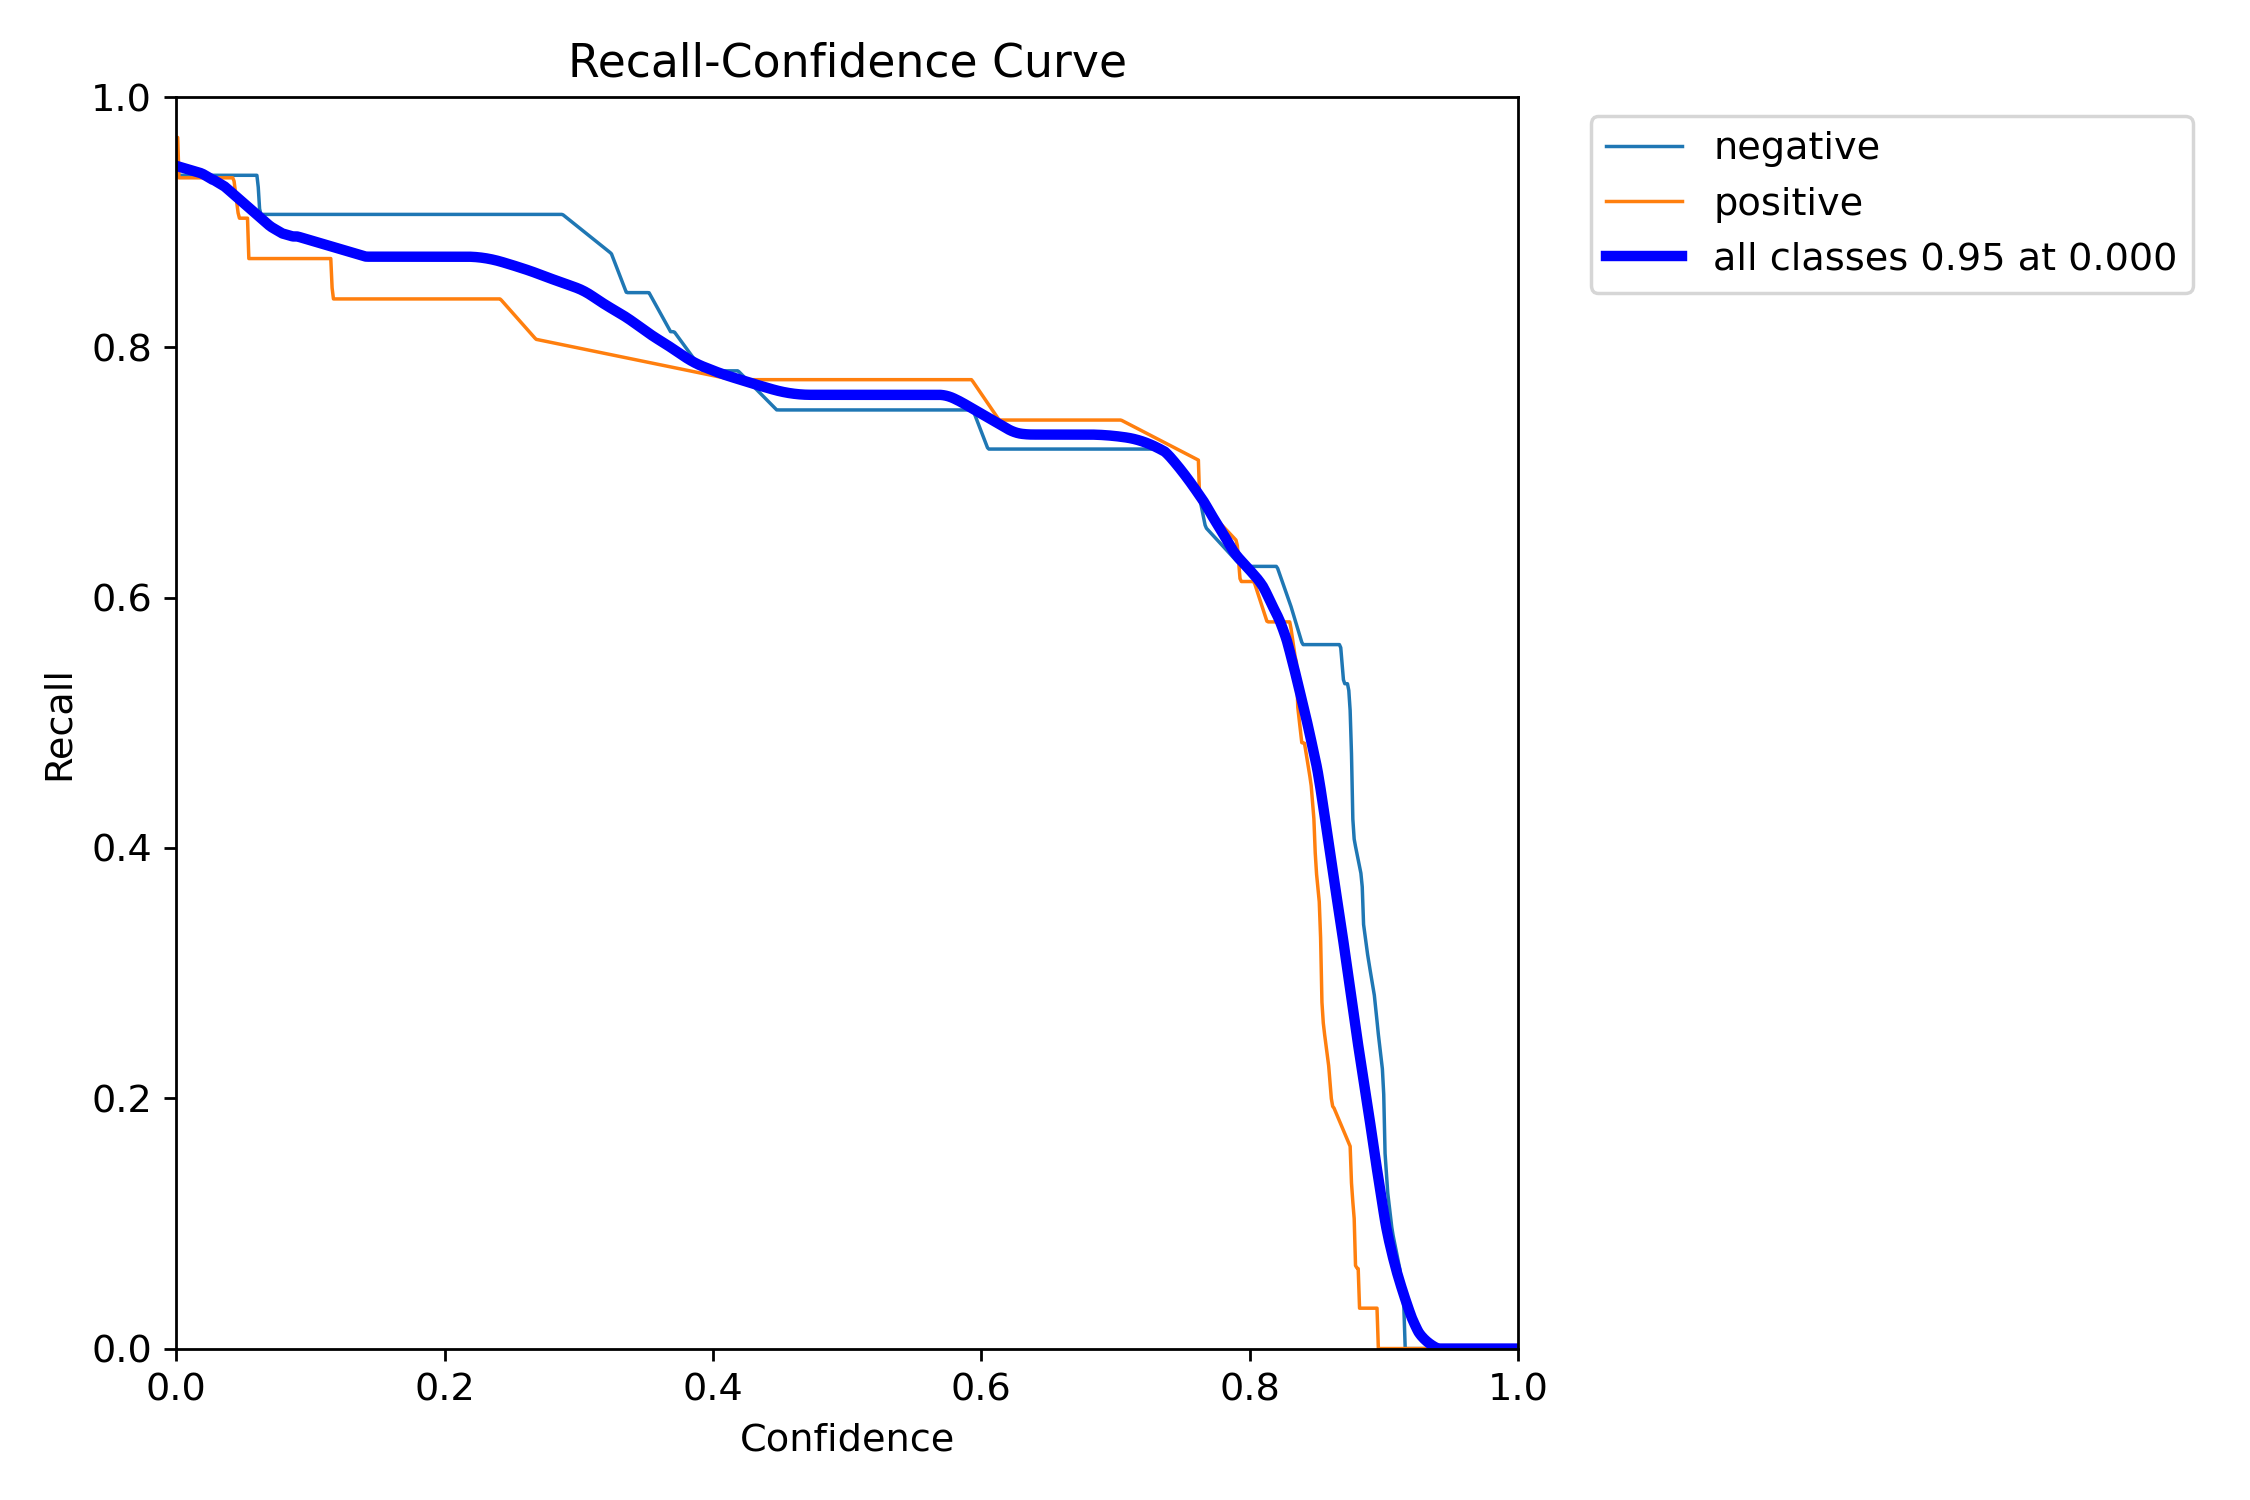 Recall-Confidence Curve
1.0
0.8
0.6
0.4
0.2
0.0
Recall
0.0 0.2 0.4 0.6 0.8 1.0
Confidence
negative
positive
all classes 0.95 at 0.000